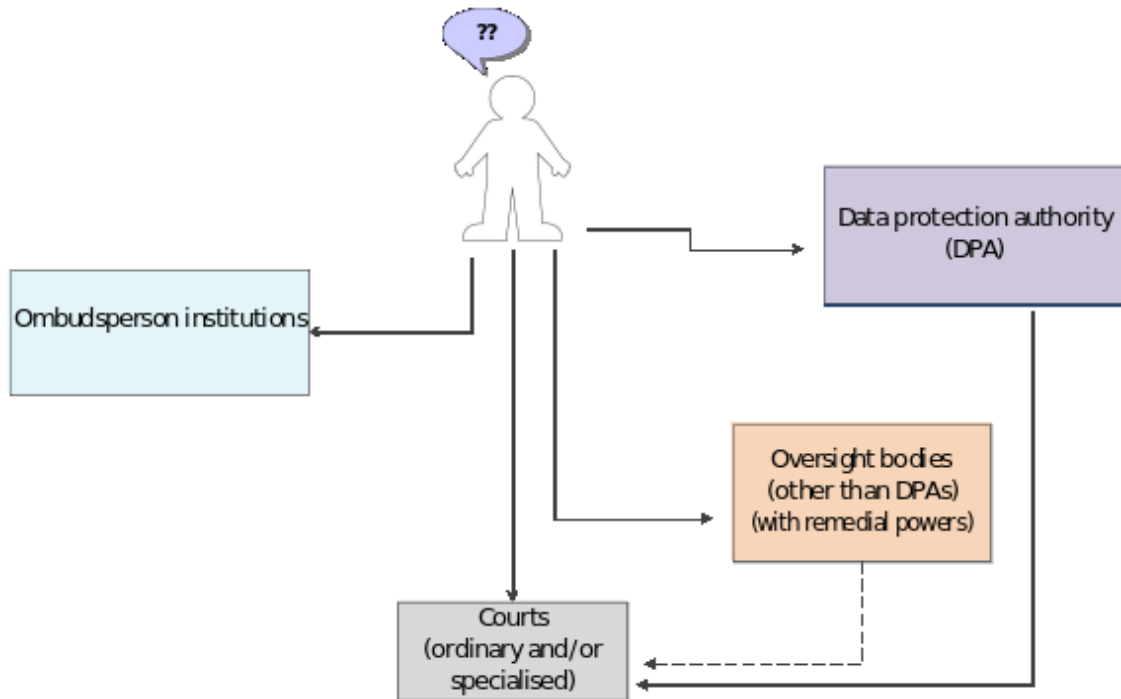 ??
Data protection authority
(DPA)
Ombudsperson institutions
Oversight bodies
(other than DPAs)
(with remedial powers)
Courts
(ordinary and/or
specialised)